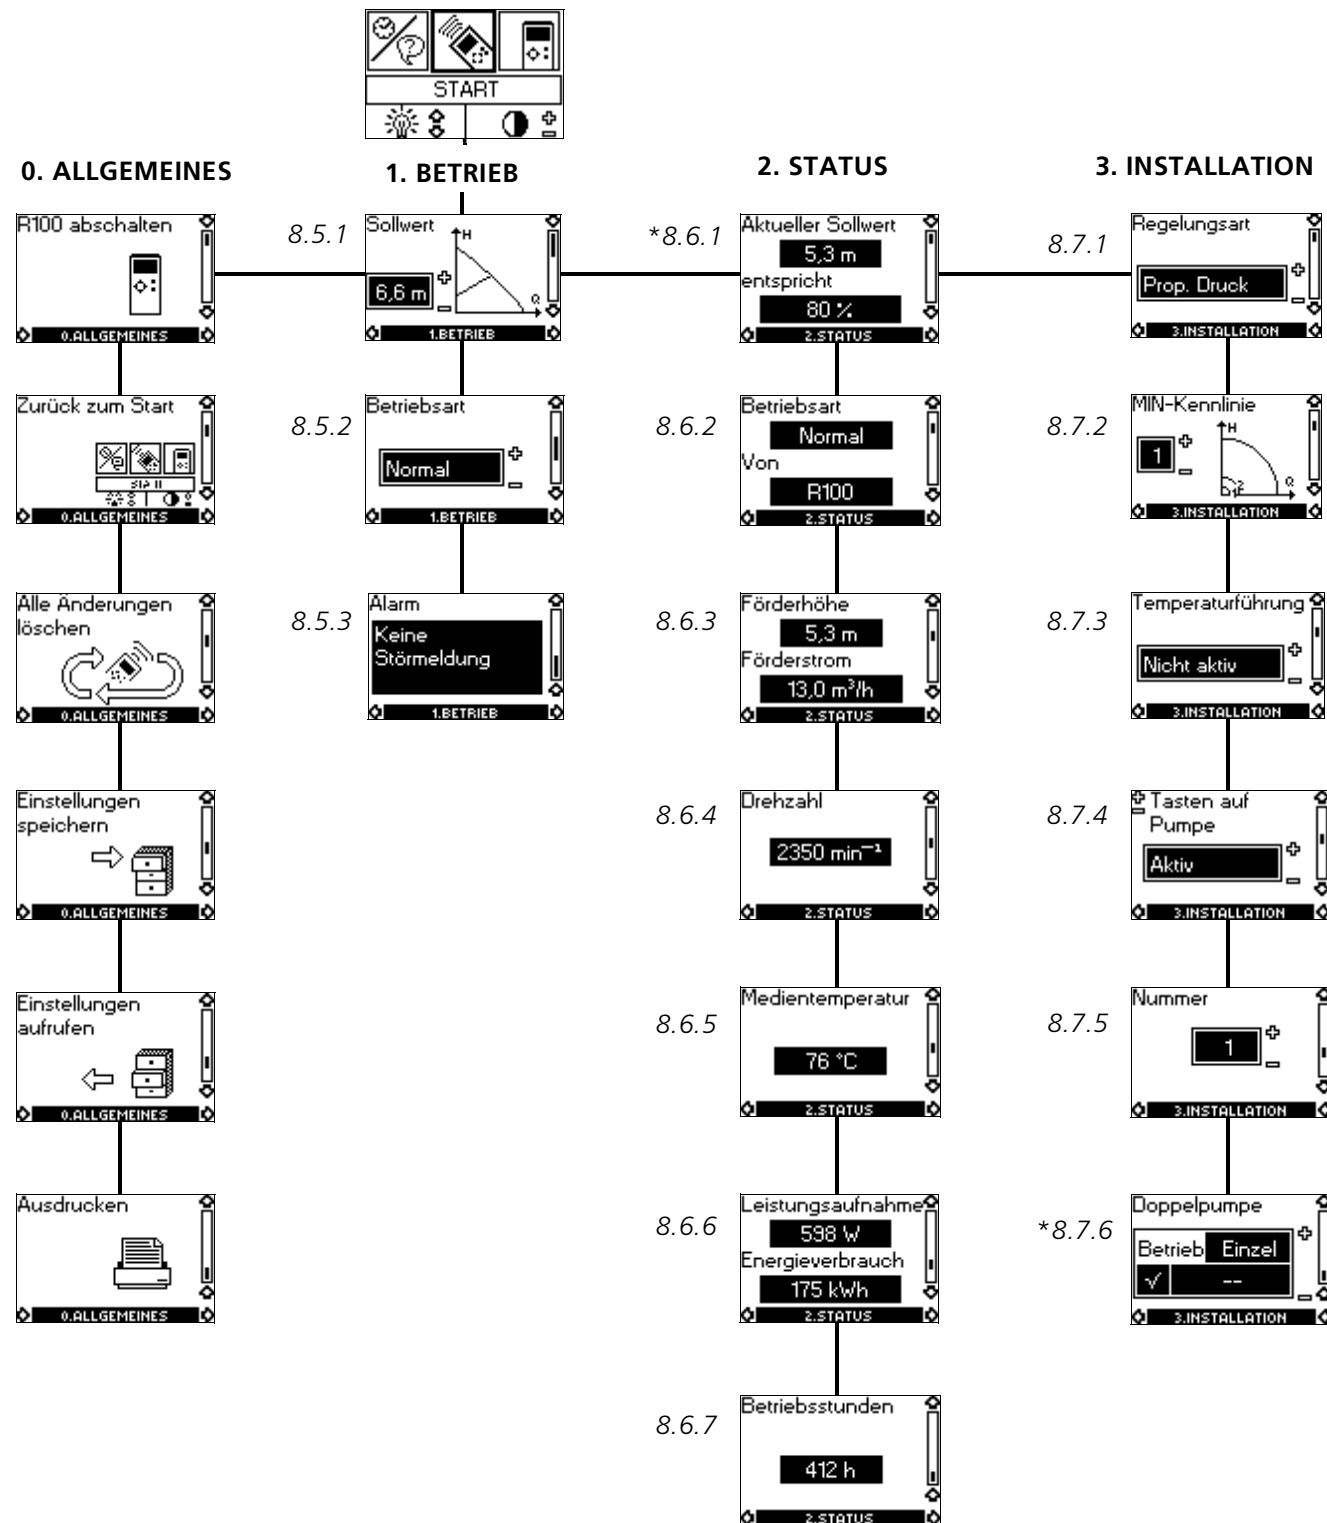 START
0. ALLGEMEINES
1. BETRIEB
2. STATUS
3. INSTALLATION
R100 abschalten
0.ALLGEMEINES
Zurück zum Start
START
0.ALLGEMEINES
Alle Änderungen
löschen
0.ALLGEMEINES
Einstellungen
speichern
0.ALLGEMEINES
Einstellungen
aufrufen
0.ALLGEMEINES
Ausdrucken
0.ALLGEMEINES
8.5.1
Sollwert
H
6,6 m
Q
1.BETRIEB
8.5.2
Betriebsart
Normal
1.BETRIEB
8.5.3
Alarm
Keine
Störmeldung
1.BETRIEB
*8.6.1
Aktueller Sollwert
5,3 m
entspricht
80 %
2.STATUS
8.6.2
Betriebsart
Normal
Von
R100
2.STATUS
8.6.3
Förderhöhe
5,3 m
Förderstrom
13,0 m³/h
2.STATUS
8.6.4
Drehzahl
2350 min⁻¹
2.STATUS
8.6.5
Medientemperatur
76 °C
2.STATUS
8.6.6
Leistungsaufnahme
598 W
Energieverbrauch
175 kWh
2.STATUS
8.6.7
Betriebsstunden
412 h
2.STATUS
8.7.1
Regelungsart
Prop. Druck
3.INSTALLATION
8.7.2
MIN-Kennlinie
H
1
2
1
Q
3.INSTALLATION
8.7.3
Temperaturführung
Nicht aktiv
3.INSTALLATION
8.7.4
Tasten auf
Pumpe
Aktiv
3.INSTALLATION
8.7.5
Nummer
1
3.INSTALLATION
*8.7.6
Doppelpumpe
Betrieb Einzel
√ --
3.INSTALLATION